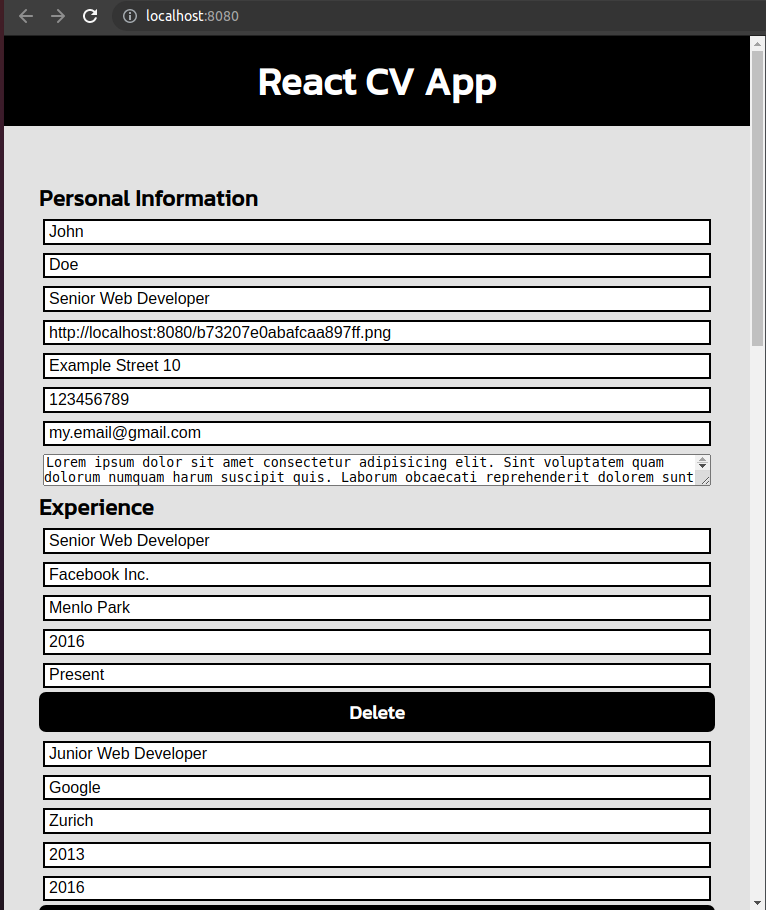 localhost:8080
React CV App
Personal Information
John
Doe
Senior Web Developer
http://localhost:8080/b73207e0abafcaa897ff.png
Example Street 10
123456789
my.email@gmail.com
Lorem ipsum dolor sit amet consectetur adipisicing elit. Sint voluptatem quam
dolorum numquam harum suscipit quis. Laborum obcaecati reprehenderit dolorem sunt
Experience
Senior Web Developer
Facebook Inc.
Menlo Park
2016
Present
Delete
Junior Web Developer
Google
Zurich
2013
2016